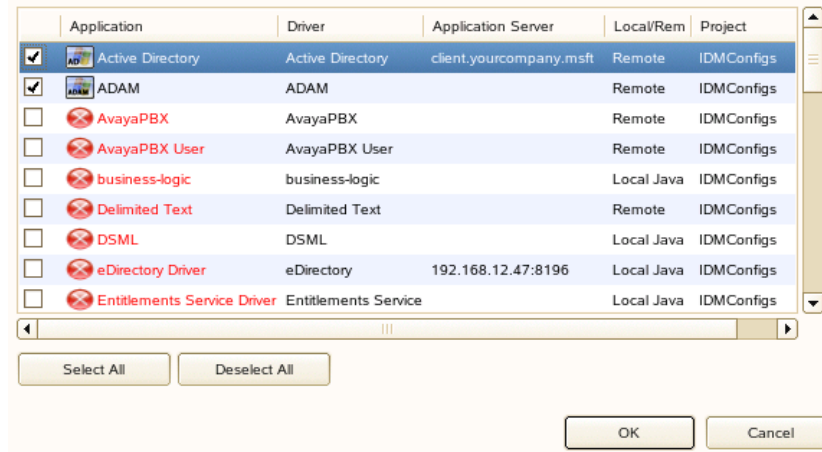 Application Driver Application Server Local/Rem Project
Active Directory Active Directory client.yourcompany.msft Remote IDMConfigs
ADAM ADAM Remote IDMConfigs
AvayaPBX AvayaPBX Remote IDMConfigs
AvayaPBX User AvayaPBX User Remote IDMConfigs
business-logic business-logic Local Java IDMConfigs
Delimited Text Delimited Text Remote IDMConfigs
DSML DSML Local Java IDMConfigs
eDirectory Driver eDirectory 192.168.12.47:8196 Local Java IDMConfigs
Entitlements Service Driver Entitlements Service Local Java IDMConfigs
Select All Deselect All
OK Cancel